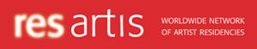 res artis
WORLDWIDE NETWORK
OF ARTIST RESIDENCIES